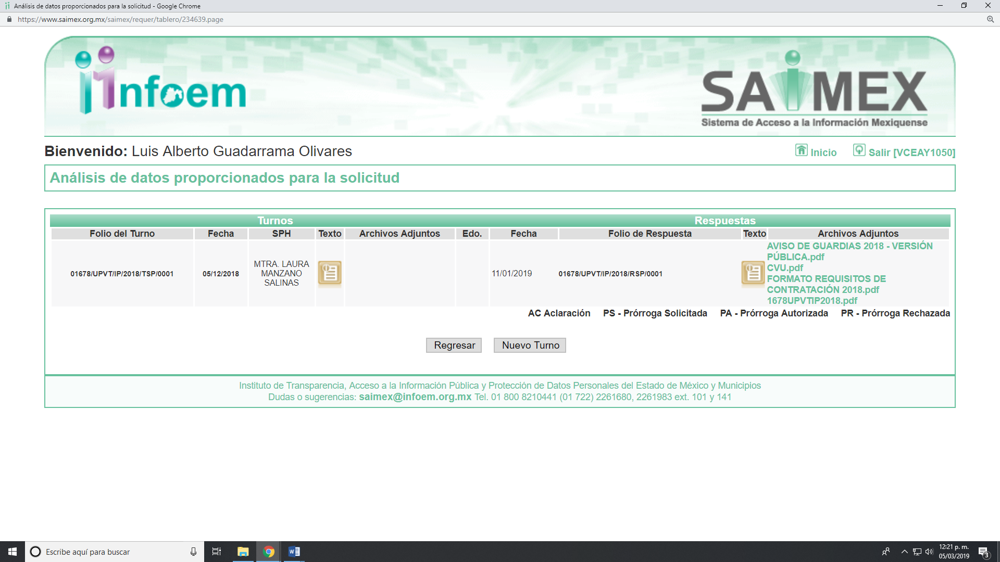 Análisis de datos proporcionados para la solicitud - Google Chrome
https://www.saimex.org.mx/saimex/requer/tablero/234639.page
infoem
SAIMEX
Sistema de Acceso a la Información Mexiquense
Bienvenido: Luis Alberto Guadarrama Olivares
Inicio
Salir [VCEAY1050]
Análisis de datos proporcionados para la solicitud
Turnos
Respuestas
Folio del Turno
Fecha
SPH
Texto
Archivos Adjuntos
Edo.
Fecha
Folio de Respuesta
Texto
Archivos Adjuntos
01678/UPVT/IP/2018/TSP/0001
05/12/2018
MTRA. LAURA
MANZANO
SALINAS
11/01/2019
01678/UPVT/IP/2018/RSP/0001
AVISO DE GUARDIAS 2018 - VERSIÓN
PÚBLICA.pdf
CVU.pdf
FORMATO REQUISITOS DE
CONTRATACIÓN 2018.pdf
1678UPVTIP2018.pdf
AC Aclaración
PS - Prórroga Solicitada
PA - Prórroga Autorizada
PR - Prórroga Rechazada
Regresar
Nuevo Turno
Instituto de Transparencia, Acceso a la Información Pública y Protección de Datos Personales del Estado de México y Municipios
Dudas o sugerencias: saimex@infoem.org.mx Tel. 01 800 8210441 (01 722) 2261680, 2261983 ext. 101 y 141
Escribe aquí para buscar
12:21 p. m.
05/03/2019
3